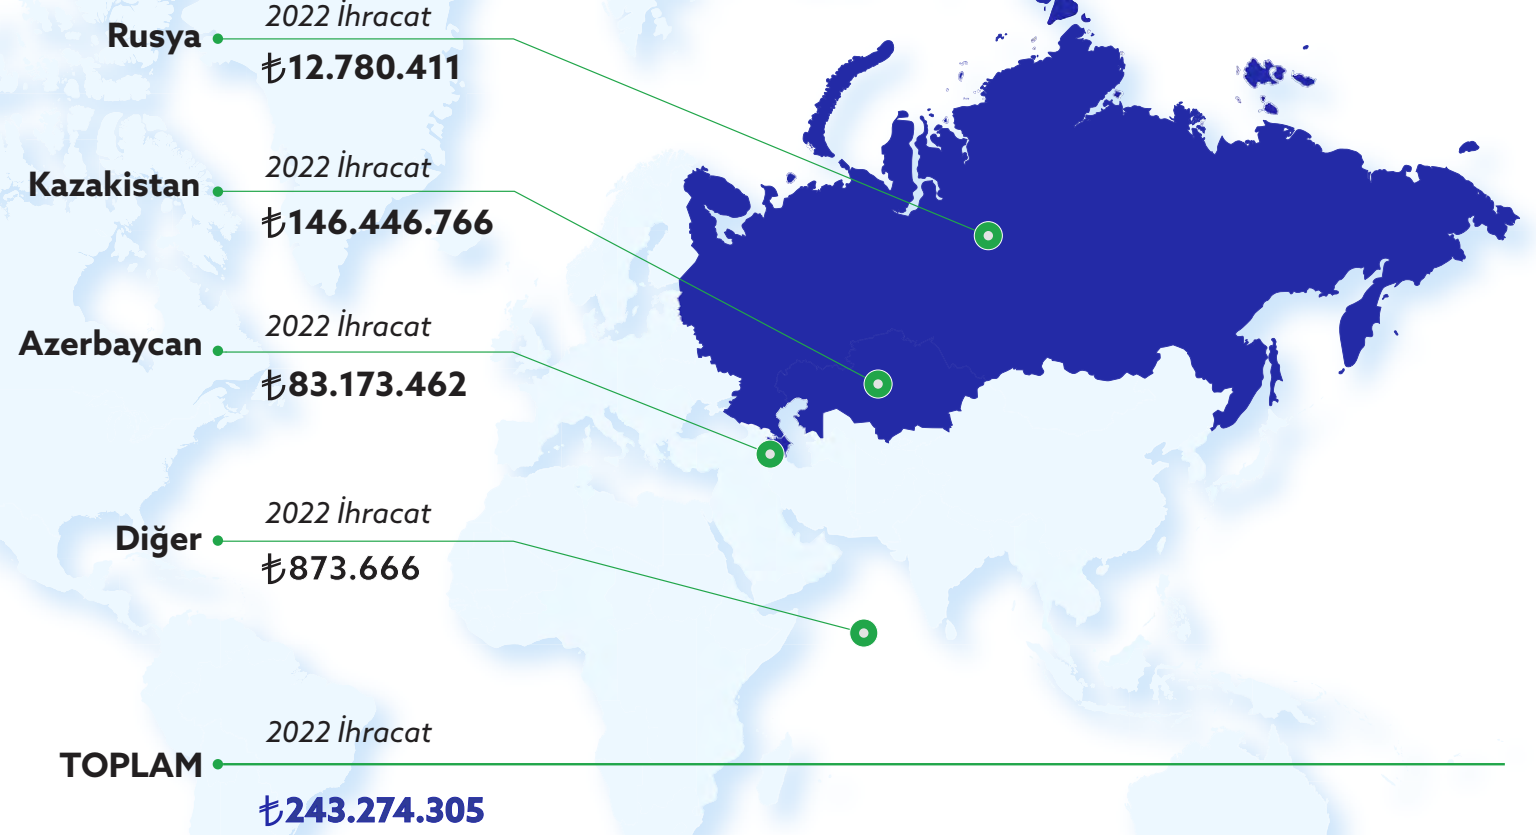 2022 İhracat
Rusya
₺12.780.411
2022 İhracat
Kazakistan
₺146.446.766
2022 İhracat
Azerbaycan
₺83.173.462
2022 İhracat
Diğer
₺873.666
2022 İhracat
TOPLAM
₺243.274.305